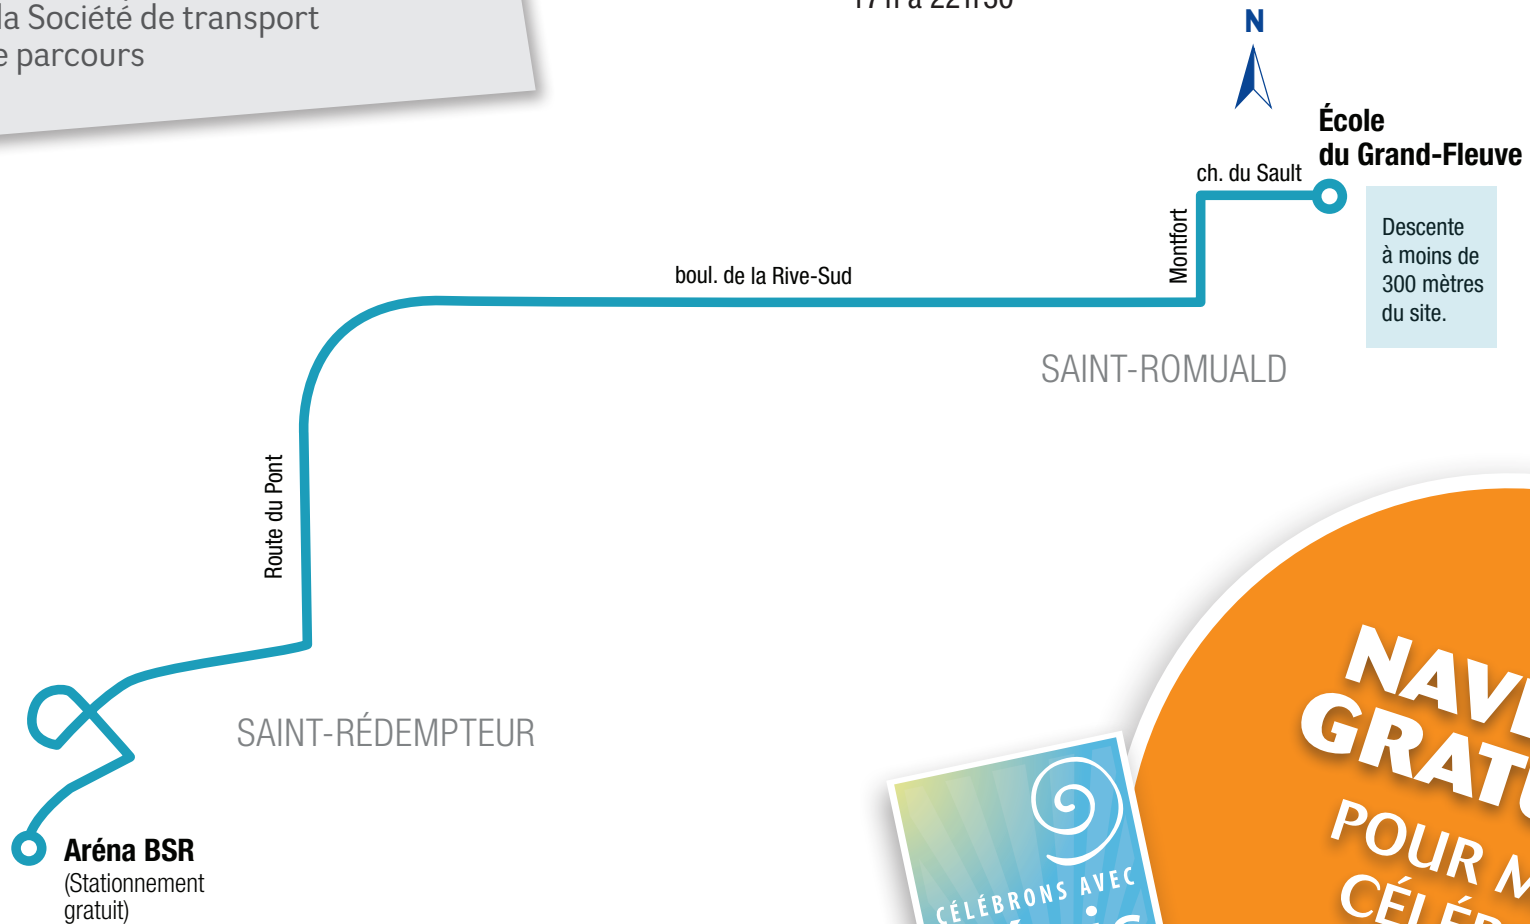 la Société de transport
e parcours
17h à 22h30
N
École
du Grand-Fleuve
ch. du Sault
Montfort
Descente
à moins de
300 mètres
du site.
boul. de la Rive-Sud
SAINT-ROMUALD
Route du Pont
SAINT-RÉDEMPTEUR
Aréna BSR
(Stationnement
gratuit)
CÉLÉBRONS AVEC
POUR